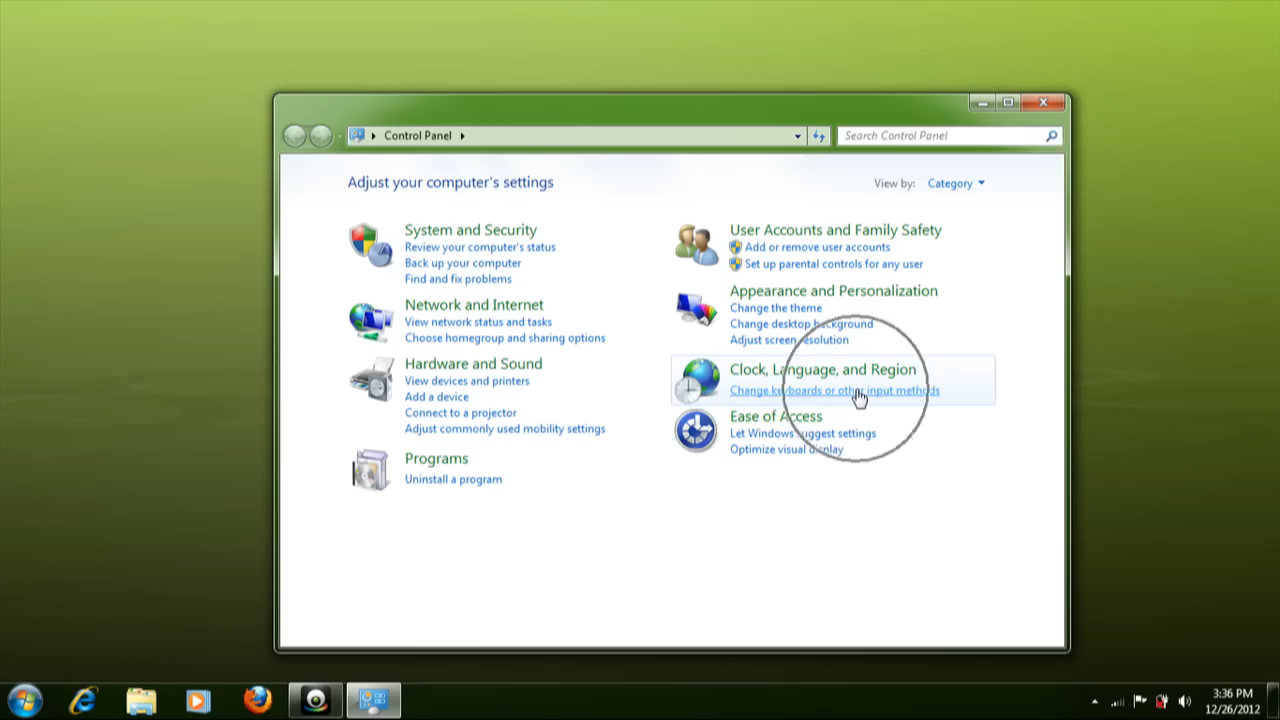 Control Panel
Search Control Panel
Adjust your computer's settings
View by: Category
System and Security
Review your computer's status
Back up your computer
Find and fix problems
Network and Internet
View network status and tasks
Choose homegroup and sharing options
Hardware and Sound
View devices and printers
Add a device
Connect to a projector
Adjust commonly used mobility settings
Programs
Uninstall a program
User Accounts and Family Safety
Add or remove user accounts
Set up parental controls for any user
Appearance and Personalization
Change the theme
Change desktop background
Adjust screen resolution
Clock, Language, and Region
Change keyboards or other input methods
Ease of Access
Let Windows suggest settings
Optimize visual display
3:36 PM
12/26/2012